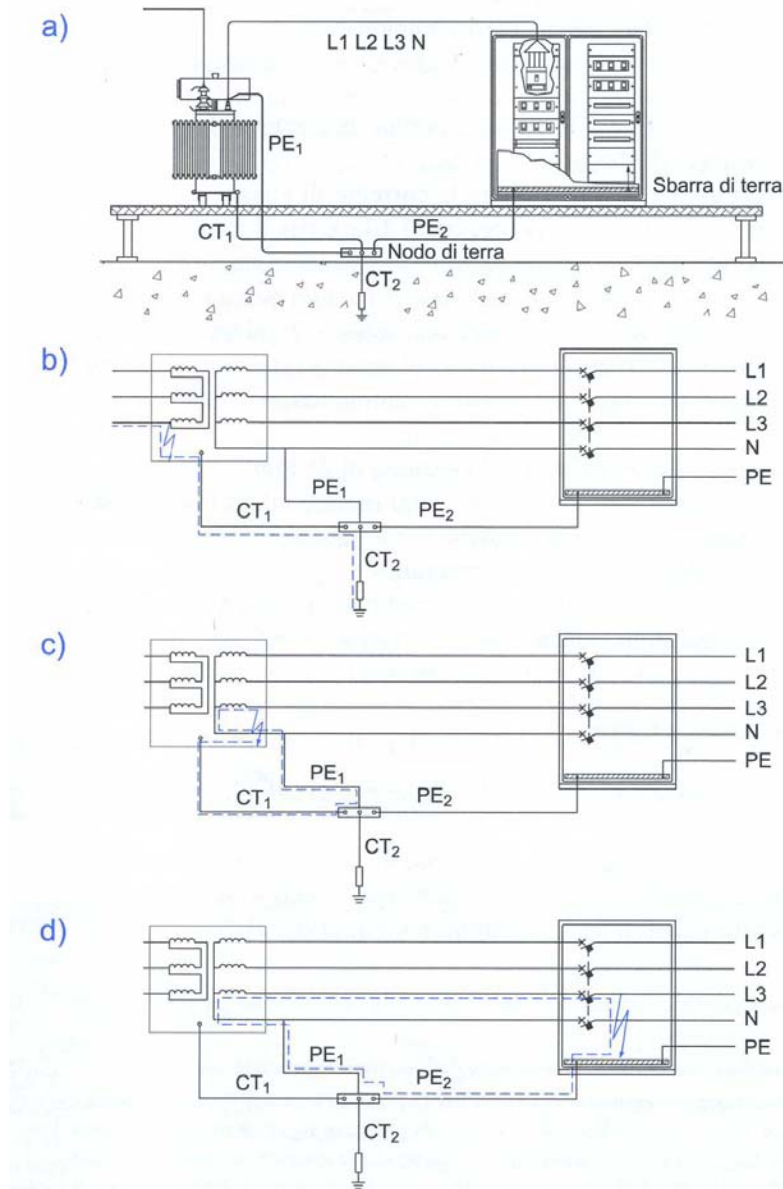 a)
L1 L2 L3 N
PE₁
Sbarra di terra
CT₁
PE₂
Nodo di terra
CT₂
b)
L1
L2
L3
N
PE
PE₁
CT₁
PE₂
CT₂
c)
L1
L2
L3
N
PE
PE₁
CT₁
PE₂
CT₂
d)
L1
L2
L3
N
PE
PE₁
CT₁
PE₂
CT₂